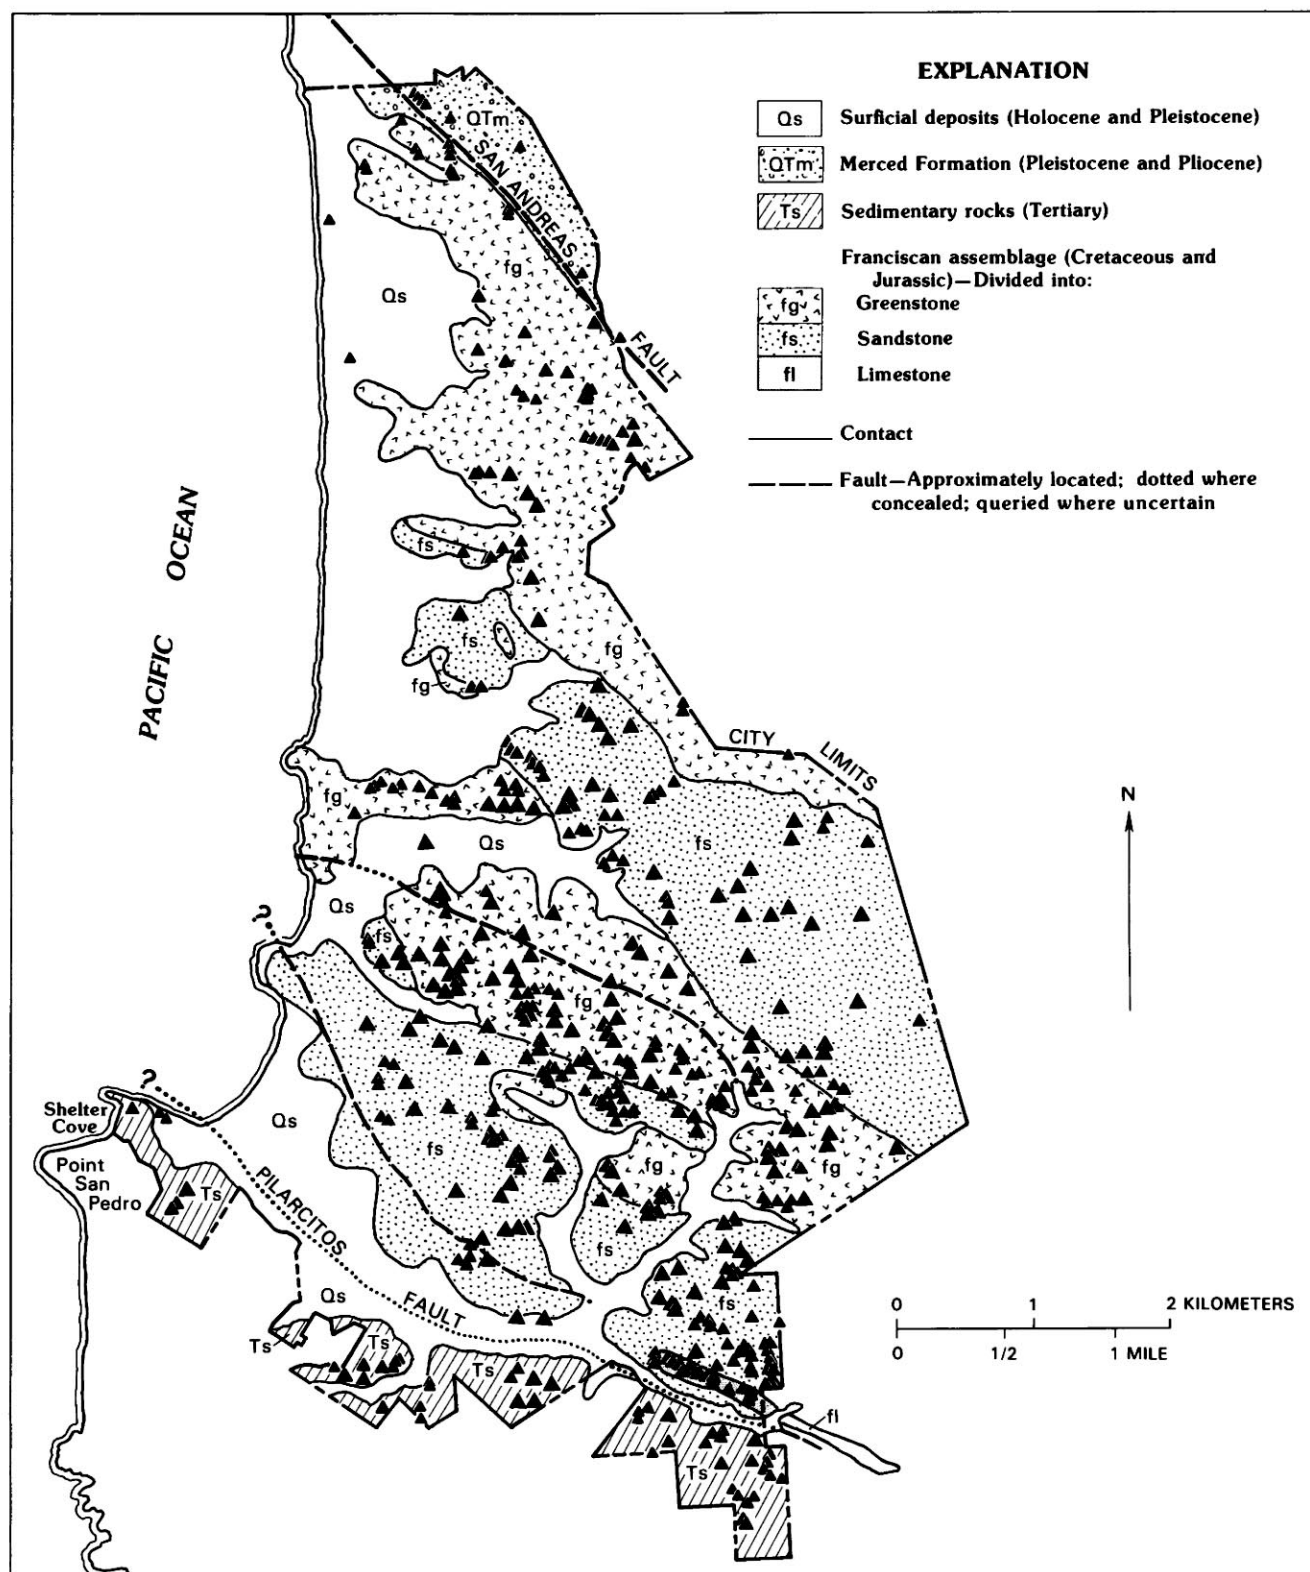 EXPLANATION
Qs Surficial deposits (Holocene and Pleistocene)
QTm Merced Formation (Pleistocene and Pliocene)
Ts Sedimentary rocks (Tertiary)
Franciscan assemblage (Cretaceous and
Jurassic)—Divided into:
fg Greenstone
fs Sandstone
fl Limestone
Contact
Fault—Approximately located; dotted where
concealed; queried where uncertain
QTm
SAN ANDREAS
FAULT
fg
Qs
PACIFIC OCEAN
fs
fs
fg
fg
CITY LIMITS
fg
Qs
fs
N
Qs
?
fs
fg
?
Shelter
Cove
Qs
fs
Point
San
Pedro
Ts
PILARCITOS
FAULT
fg
fg
fs
Qs
fs
Ts
Ts
Ts
fl
Ts
0 1 2 KILOMETERS
0 1/2 1 MILE